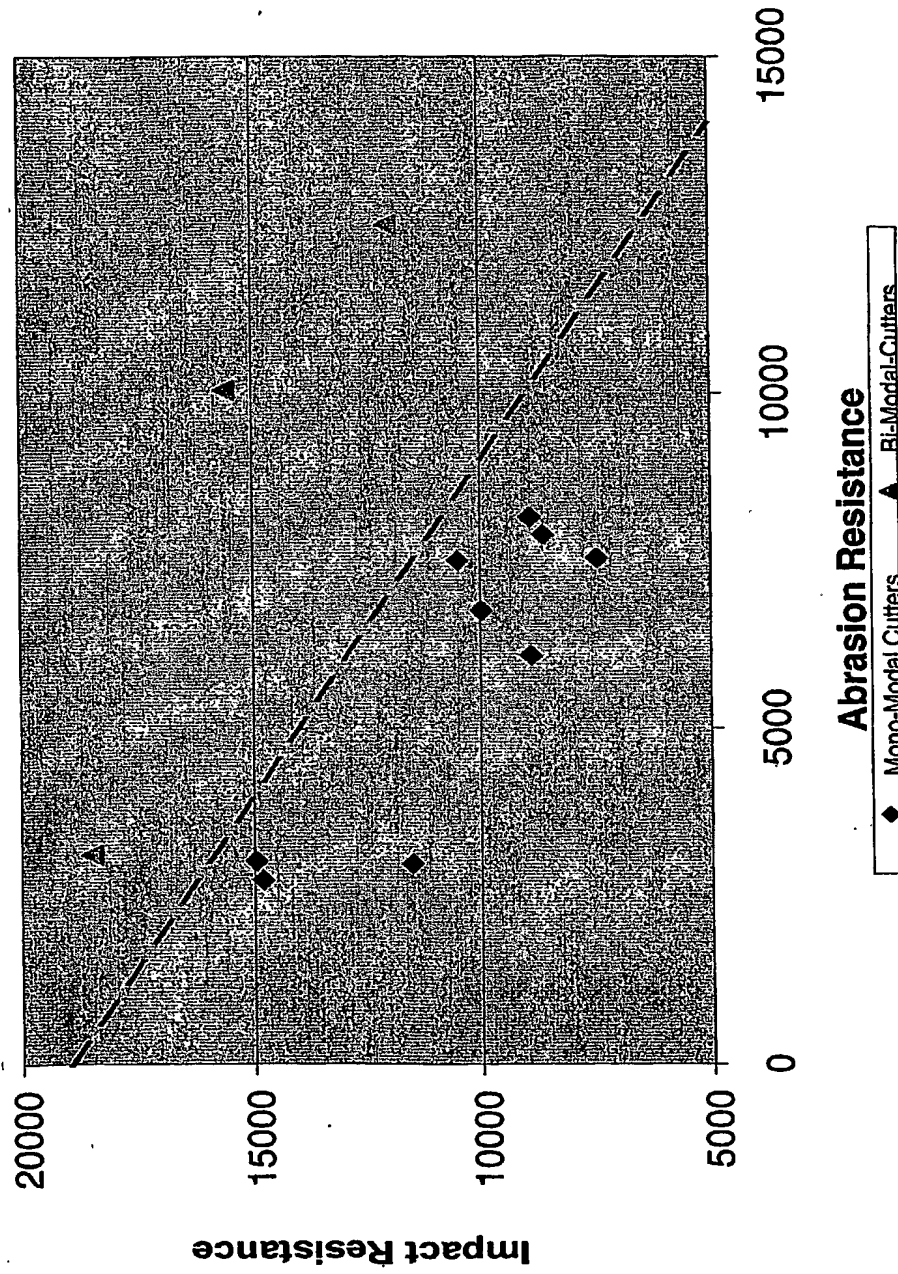 Impact Resistance
20000
15000
10000
5000
0
5000
10000
15000
Abrasion Resistance
Mono-Modal Cutters
Bi-Modal-Cutters